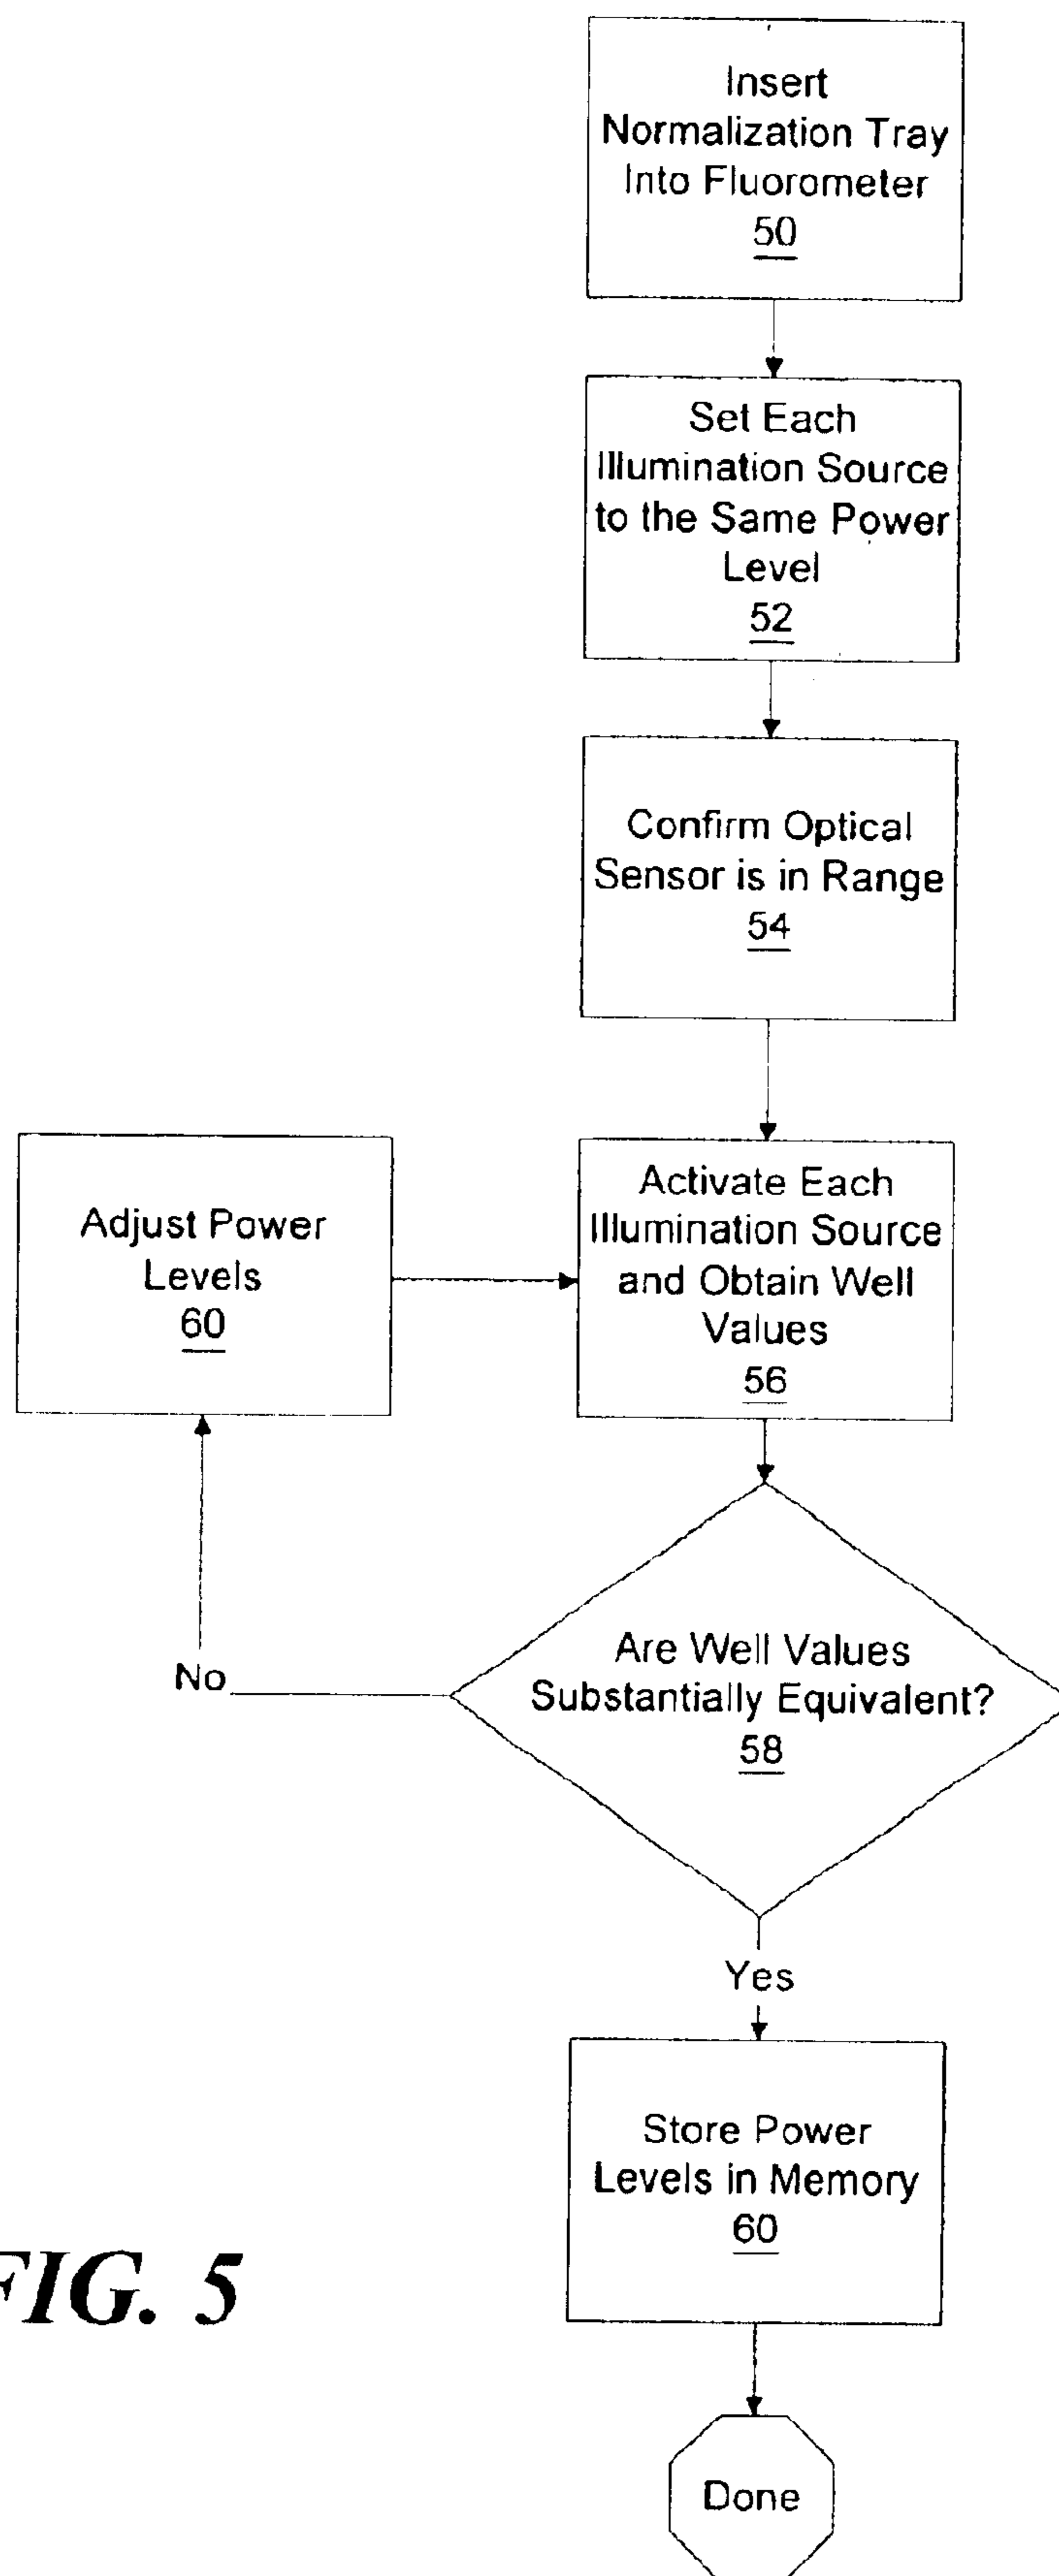 Insert
Normalization Tray
Into Fluorometer
50
Set Each
Illumination Source
to the Same Power
Level
52
Confirm Optical
Sensor is in Range
54
Adjust Power
Levels
60
Activate Each
Illumination Source
and Obtain Well
Values
56
Are Well Values
Substantially Equivalent?
58
No
Yes
Store Power
Levels in Memory
60
FIG. 5
Done